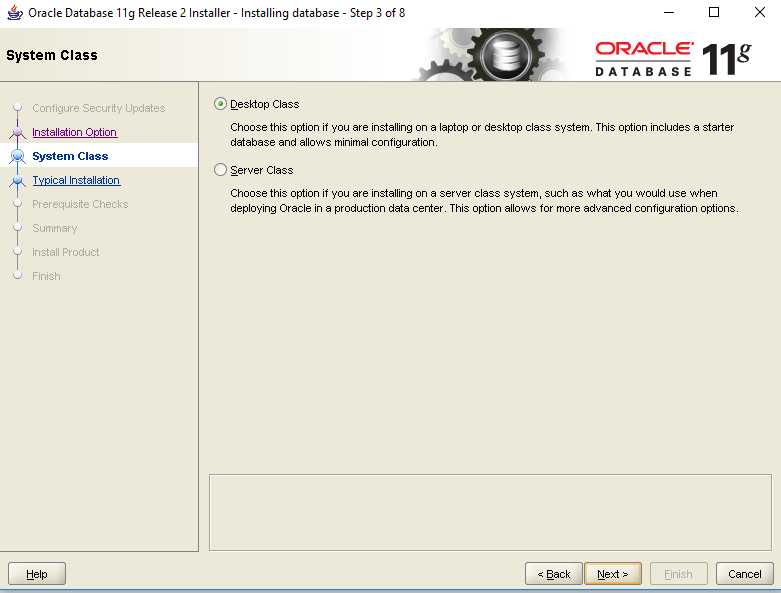 Oracle Database 11g Release 2 Installer - Installing database - Step 3 of 8
System Class
ORACLE
DATABASE
11g
Configure Security Updates
Installation Option
System Class
Typical Installation
Prerequisite Checks
Summary
Install Product
Finish
Desktop Class
Choose this option if you are installing on a laptop or desktop class system. This option includes a starter
database and allows minimal configuration.
Server Class
Choose this option if you are installing on a server class system, such as what you would use when
deploying Oracle in a production data center. This option allows for more advanced configuration options.
Help
< Back
Next >
Finish
Cancel